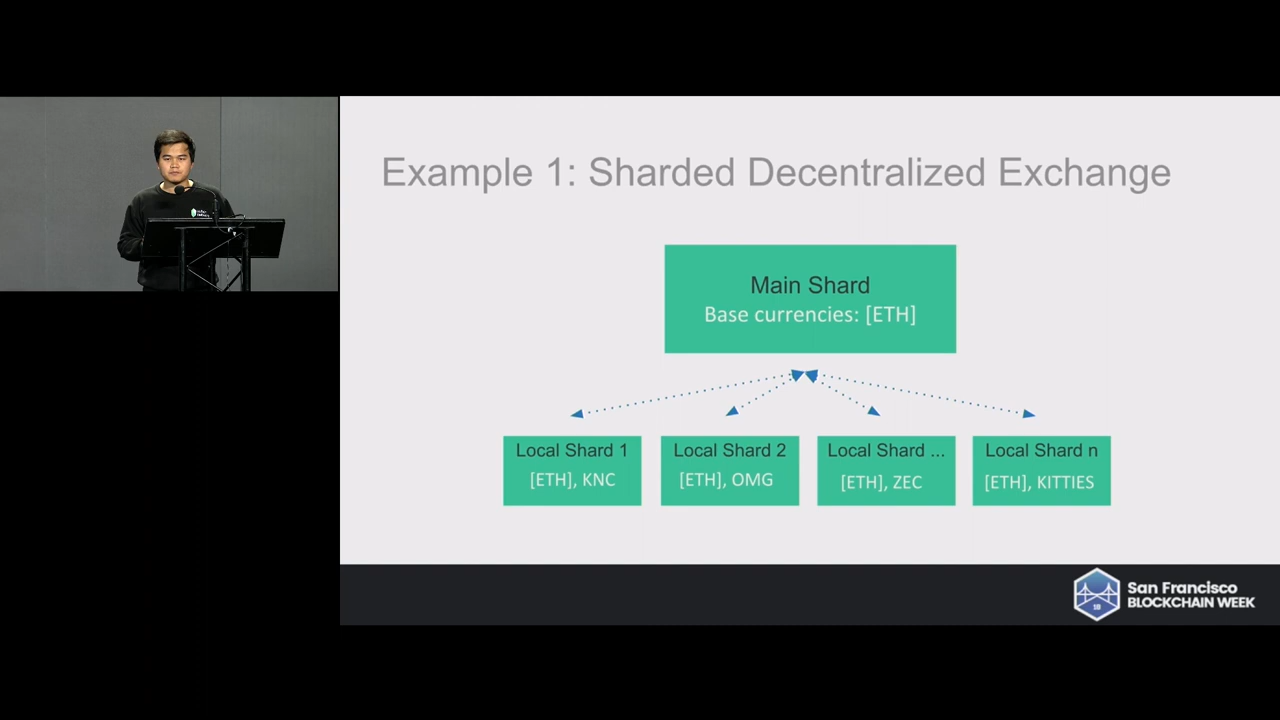 Example 1: Sharded Decentralized Exchange
Main Shard
Base currencies: [ETH]
Local Shard 1
[ETH], KNC
Local Shard 2
[ETH], OMG
Local Shard ...
[ETH], ZEC
Local Shard n
[ETH], KITTIES
San Francisco
BLOCKCHAIN WEEK